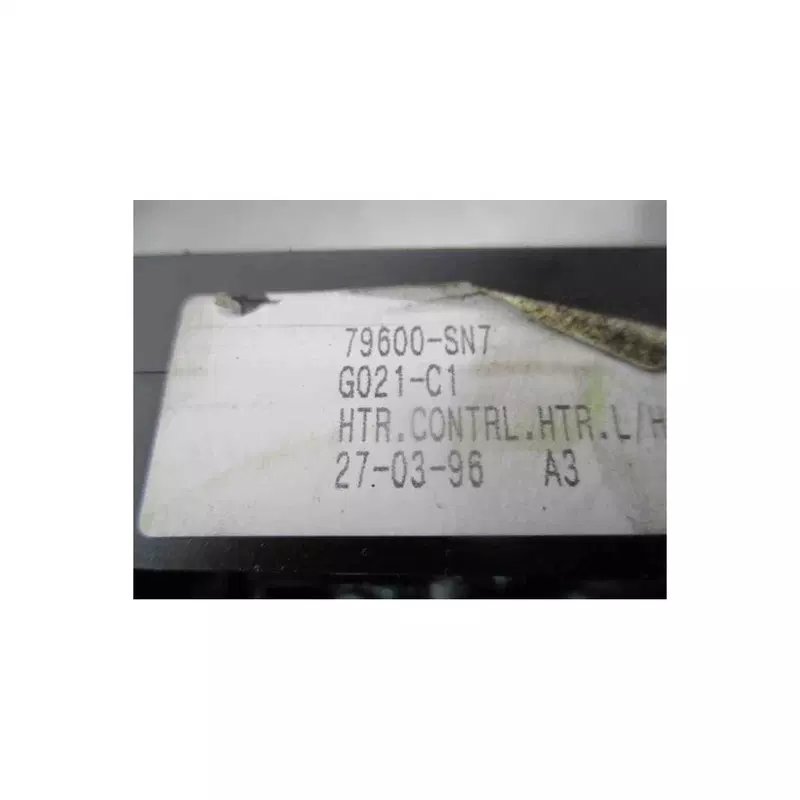 79600-SN7
G021-C1
HTR.CONTRL.HTR.L/H
27-03-96 A3